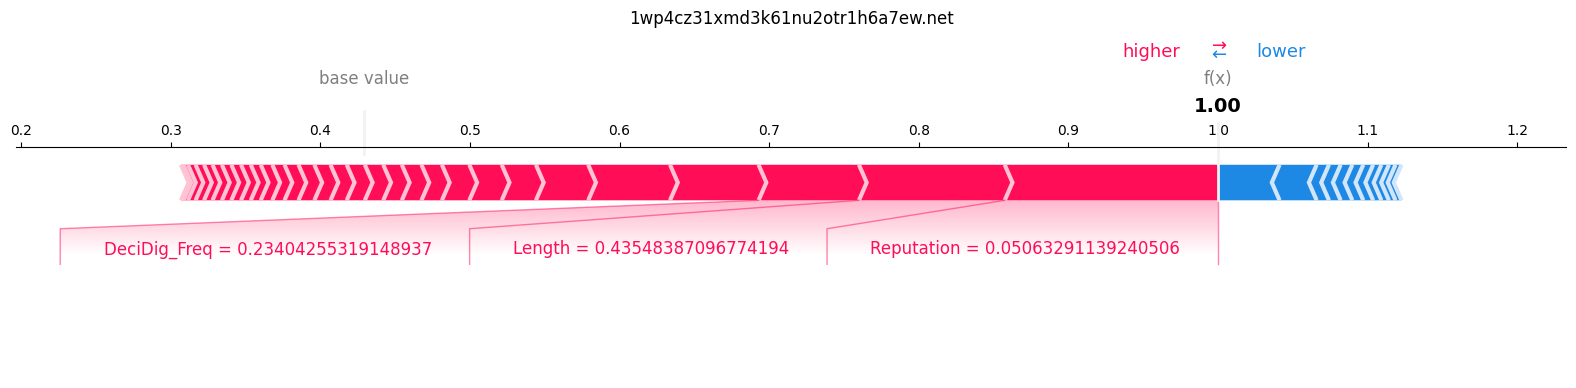 1wp4cz31xmd3k61nu2otr1h6a7ew.net
higher ⇄ lower
base value f(x)
1.00
0.2 0.3 0.4 0.5 0.6 0.7 0.8 0.9 1.0 1.1 1.2
DeciDig_Freq = 0.23404255319148937 Length = 0.43548387096774194 Reputation = 0.05063291139240506